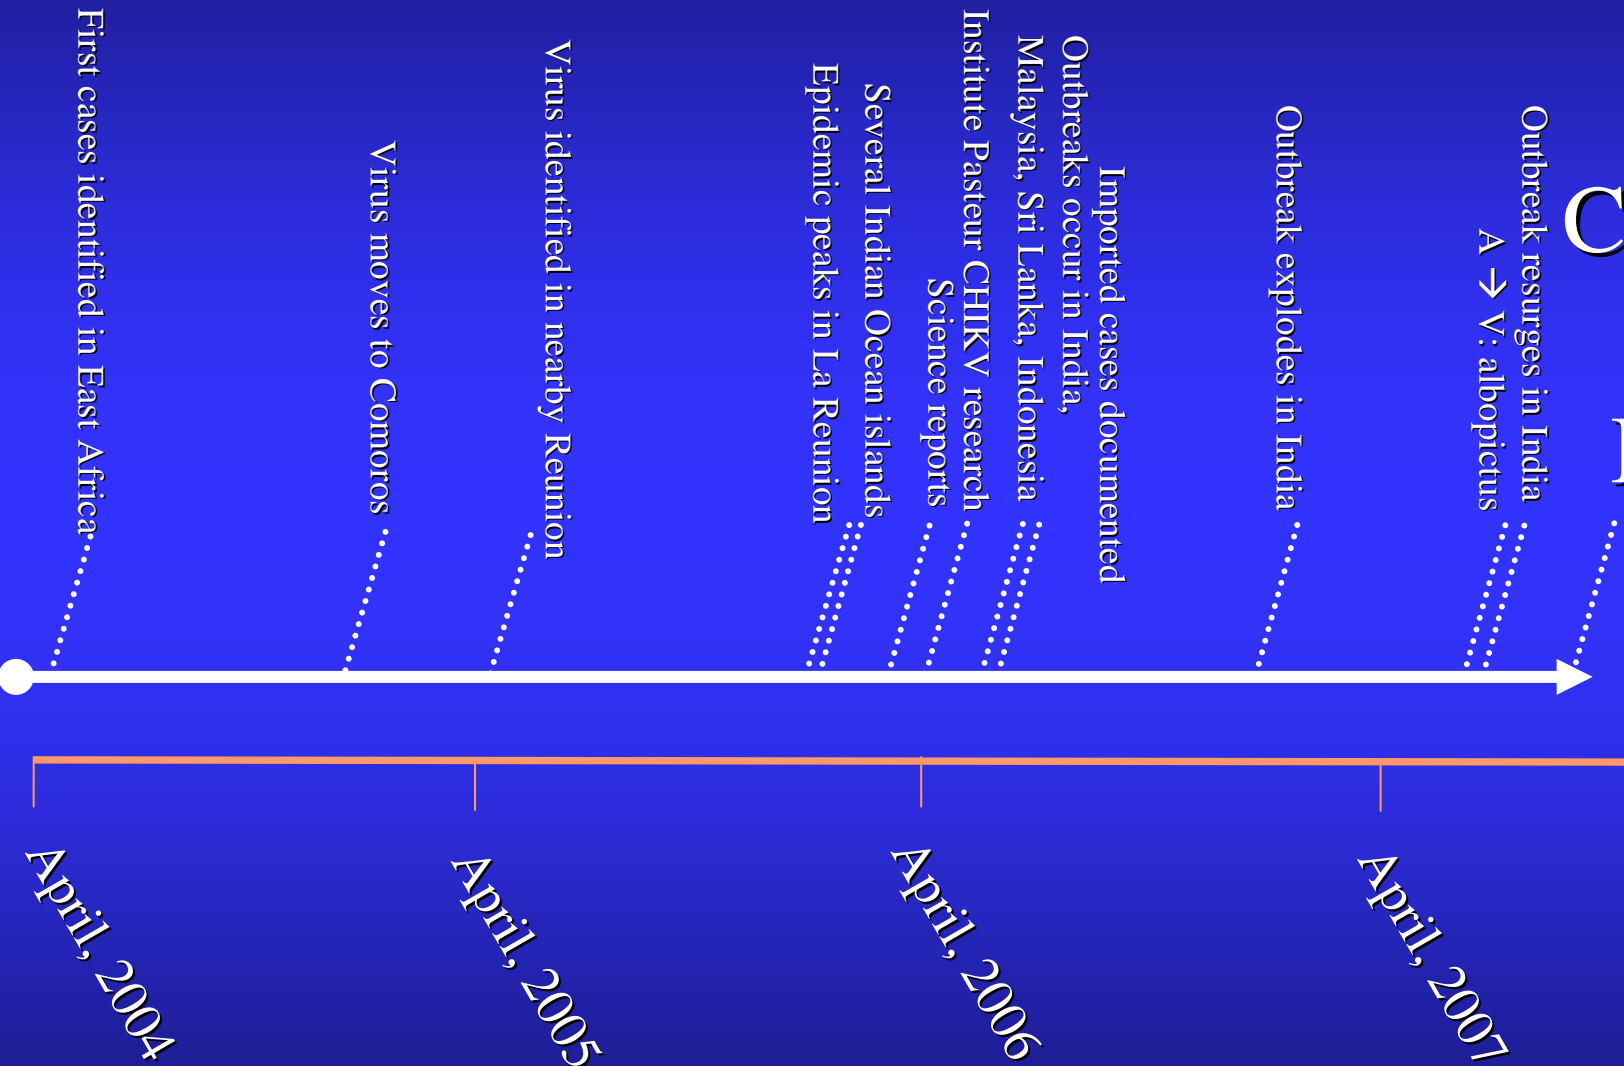 First cases identified in East Africa
Virus moves to Comoros
Virus identified in nearby Reunion
Epidemic peaks in La Reunion
Several Indian Ocean islands
Science reports
Institute Pasteur CHIKV research
Outbreaks occur in India,
Malaysia, Sri Lanka, Indonesia
Imported cases documented
Outbreak explodes in India
Outbreak resurges in India
A → V: albopictus
C
April, 2004
April, 2005
April, 2006
April, 2007